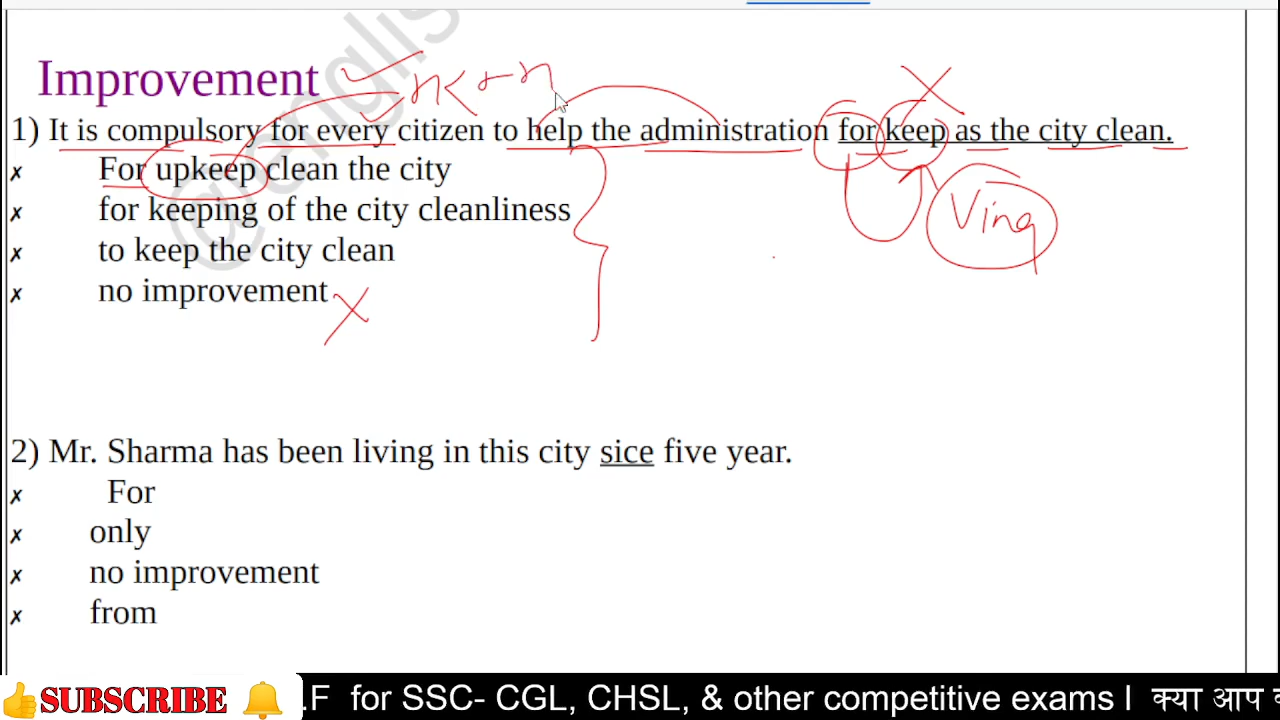 Improvement
1) It is compulsory for every citizen to help the administration for keep as the city clean.
✗ For upkeep clean the city
✗ for keeping of the city cleanliness
✗ to keep the city clean
✗ no improvement
Ving
2) Mr. Sharma has been living in this city sice five year.
✗ For
✗ only
✗ no improvement
✗ from
SUBSCRIBE .F for SSC- CGL, CHSL, & other competitive exams l क्या आप